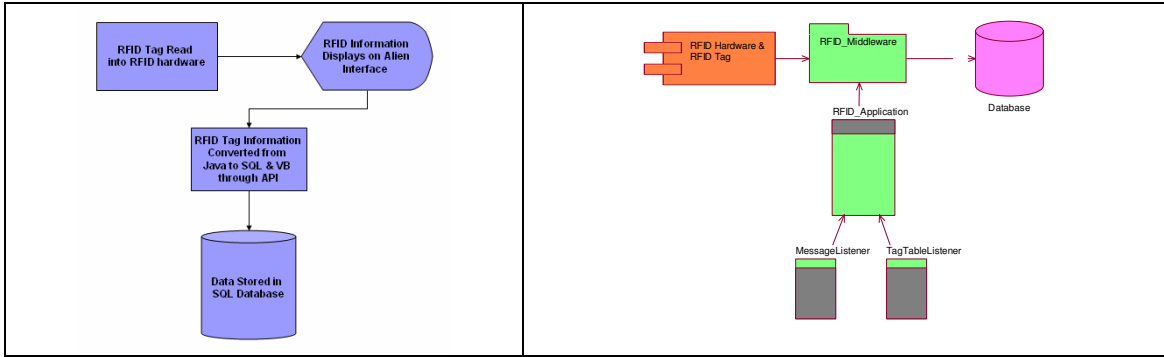 RFID Tag Read
into RFID hardware
RFID Information
Displays on Alien
Interface
RFID Tag Information
Converted from
Java to SQL & VB
through API
Data Stored in
SQL Database
RFID Hardware &
RFID Tag
RFID_Middleware
Database
RFID_Application
MessageListener
TagTableListener